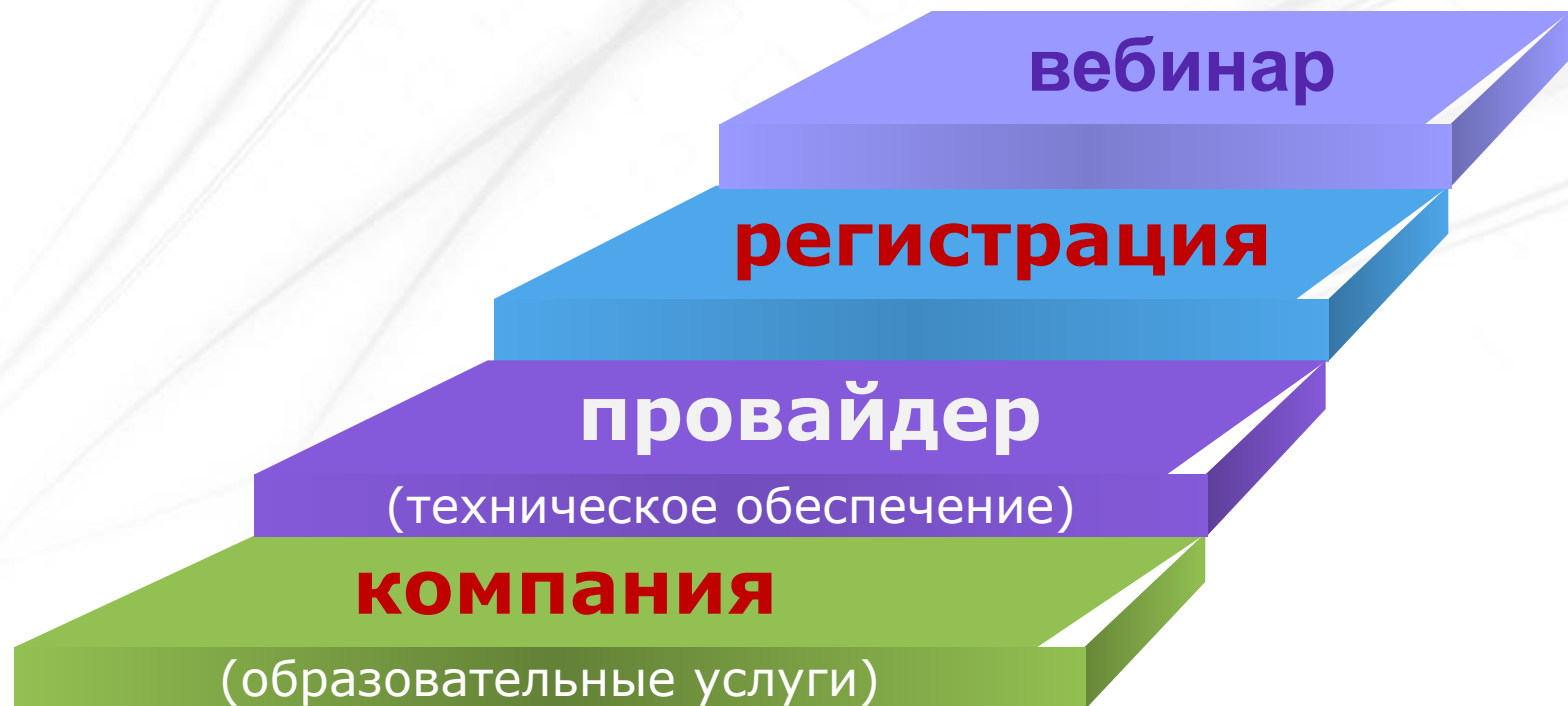 вебинар
регистрация
провайдер
(техническое обеспечение)
компания
(образовательные услуги)